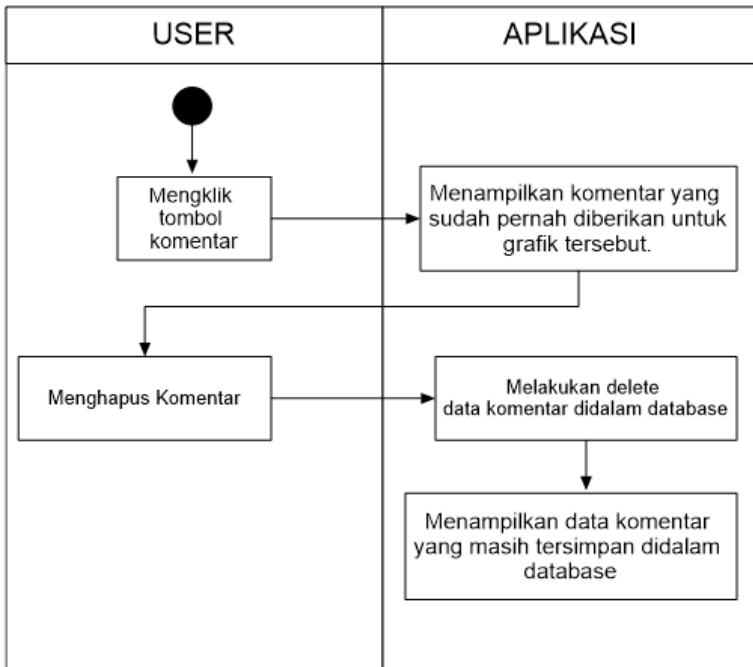 USER
APLIKASI
Mengklik
tombol
komentar
Menampilkan komentar yang
sudah pernah diberikan untuk
grafik tersebut.
Menghapus Komentar
Melakukan delete
data komentar didalam database
Menampilkan data komentar
yang masih tersimpan didalam
database